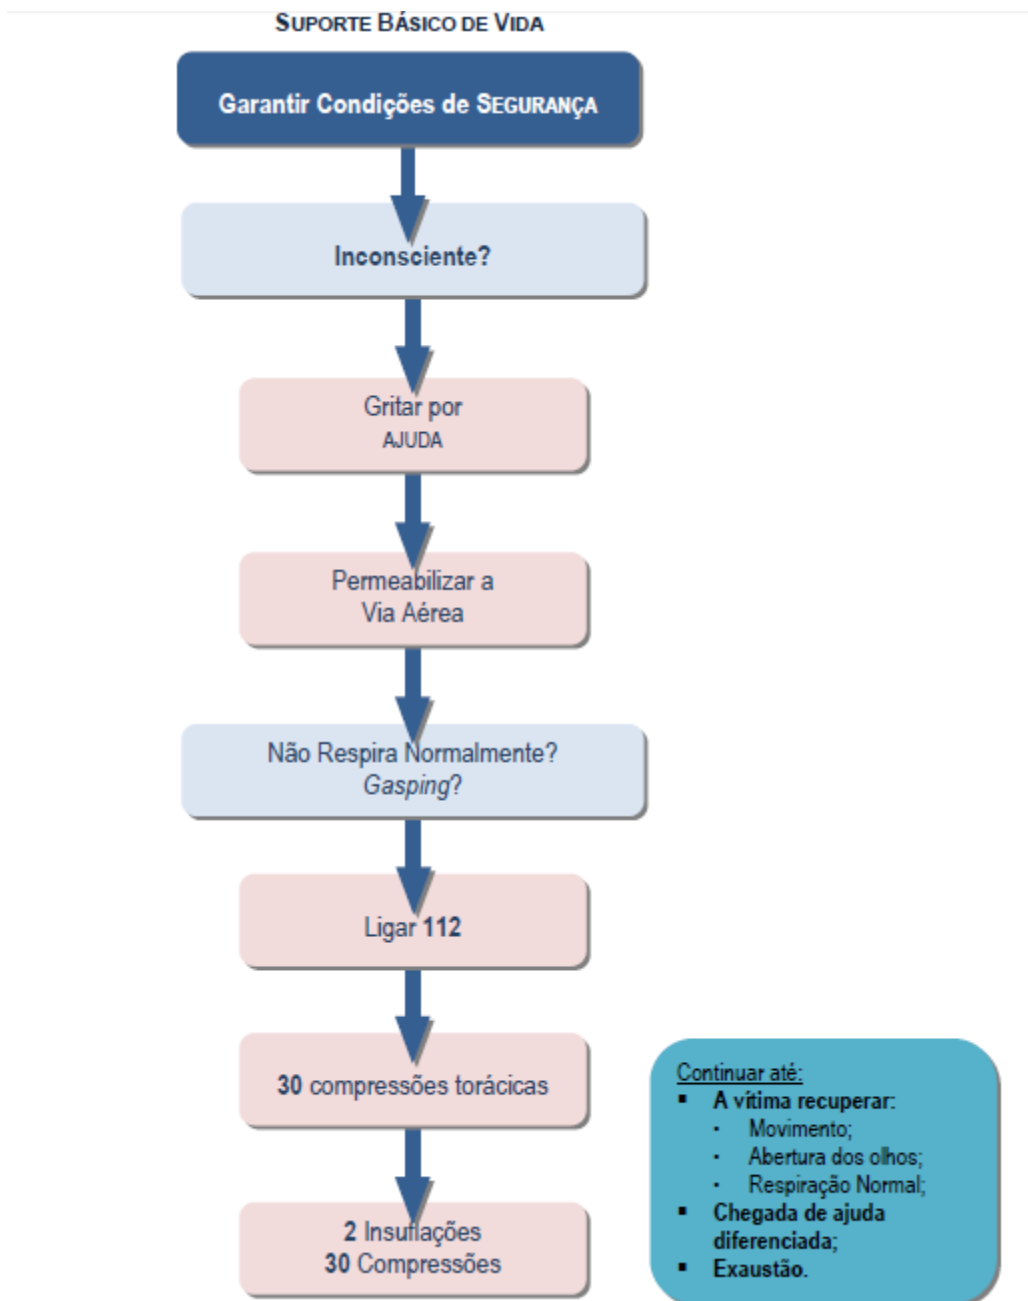 SUPORTE BÁSICO DE VIDA
Garantir Condições de SEGURANÇA
Inconsciente?
Gritar por
AJUDA
Permeabilizar a
Via Aérea
Não Respira Normalmente?
Gasping?
Ligar 112
30 compressões torácicas
2 Insuflações
30 Compressões
Continuar até:
▪ A vítima recuperar:
• Movimento;
• Abertura dos olhos;
• Respiração Normal;
▪ Chegada de ajuda
diferenciada;
▪ Exaustão.